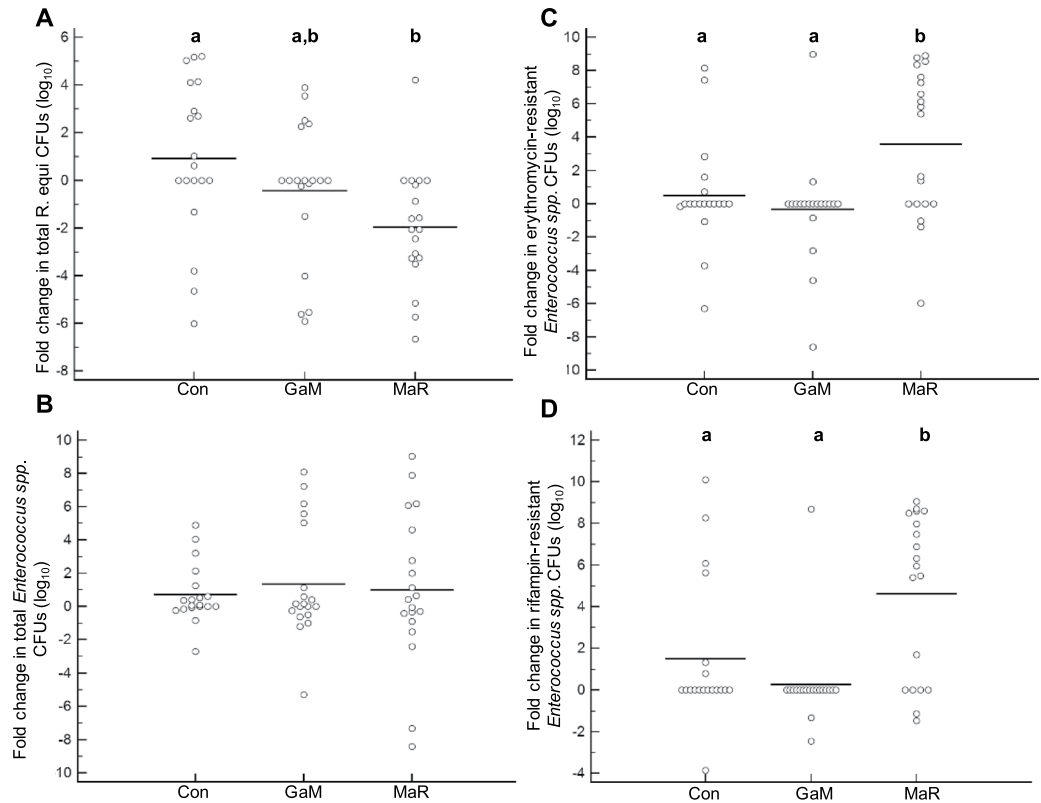 A
Fold change in total R. equi CFUs (log10)
6
4
2
0
-2
-4
-6
-8
a
a,b
b
Con
GaM
MaR
C
Fold change in erythromycin-resistant
Enterococcus spp. CFUs (log10)
10
8
6
4
2
0
-2
-4
-6
-8
10
a
a
b
Con
GaM
MaR
B
Fold change in total Enterococcus spp.
CFUs (log10)
10
8
6
4
2
0
-2
-4
-6
-8
10
Con
GaM
MaR
D
Fold change in rifampin-resistant
Enterococcus spp. CFUs (log10)
12
10
8
6
4
2
0
-2
-4
a
a
b
Con
GaM
MaR